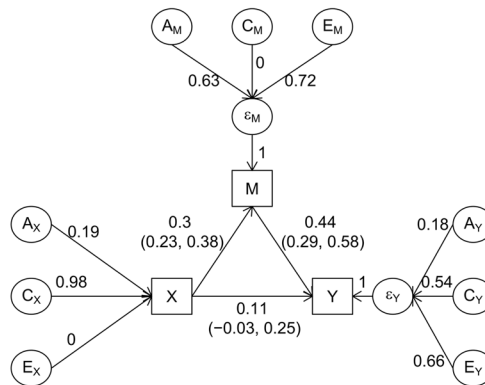 A_M C_M E_M
0
0.63 0.72
ε_M
1
M
A_X 0.3 0.44 A_Y
0.19 (0.23, 0.38) (0.29, 0.58) 0.18
C_X 0.98 X 0.11 Y 1 ε_Y 0.54 C_Y
(−0.03, 0.25)
0 0.66
E_X E_Y